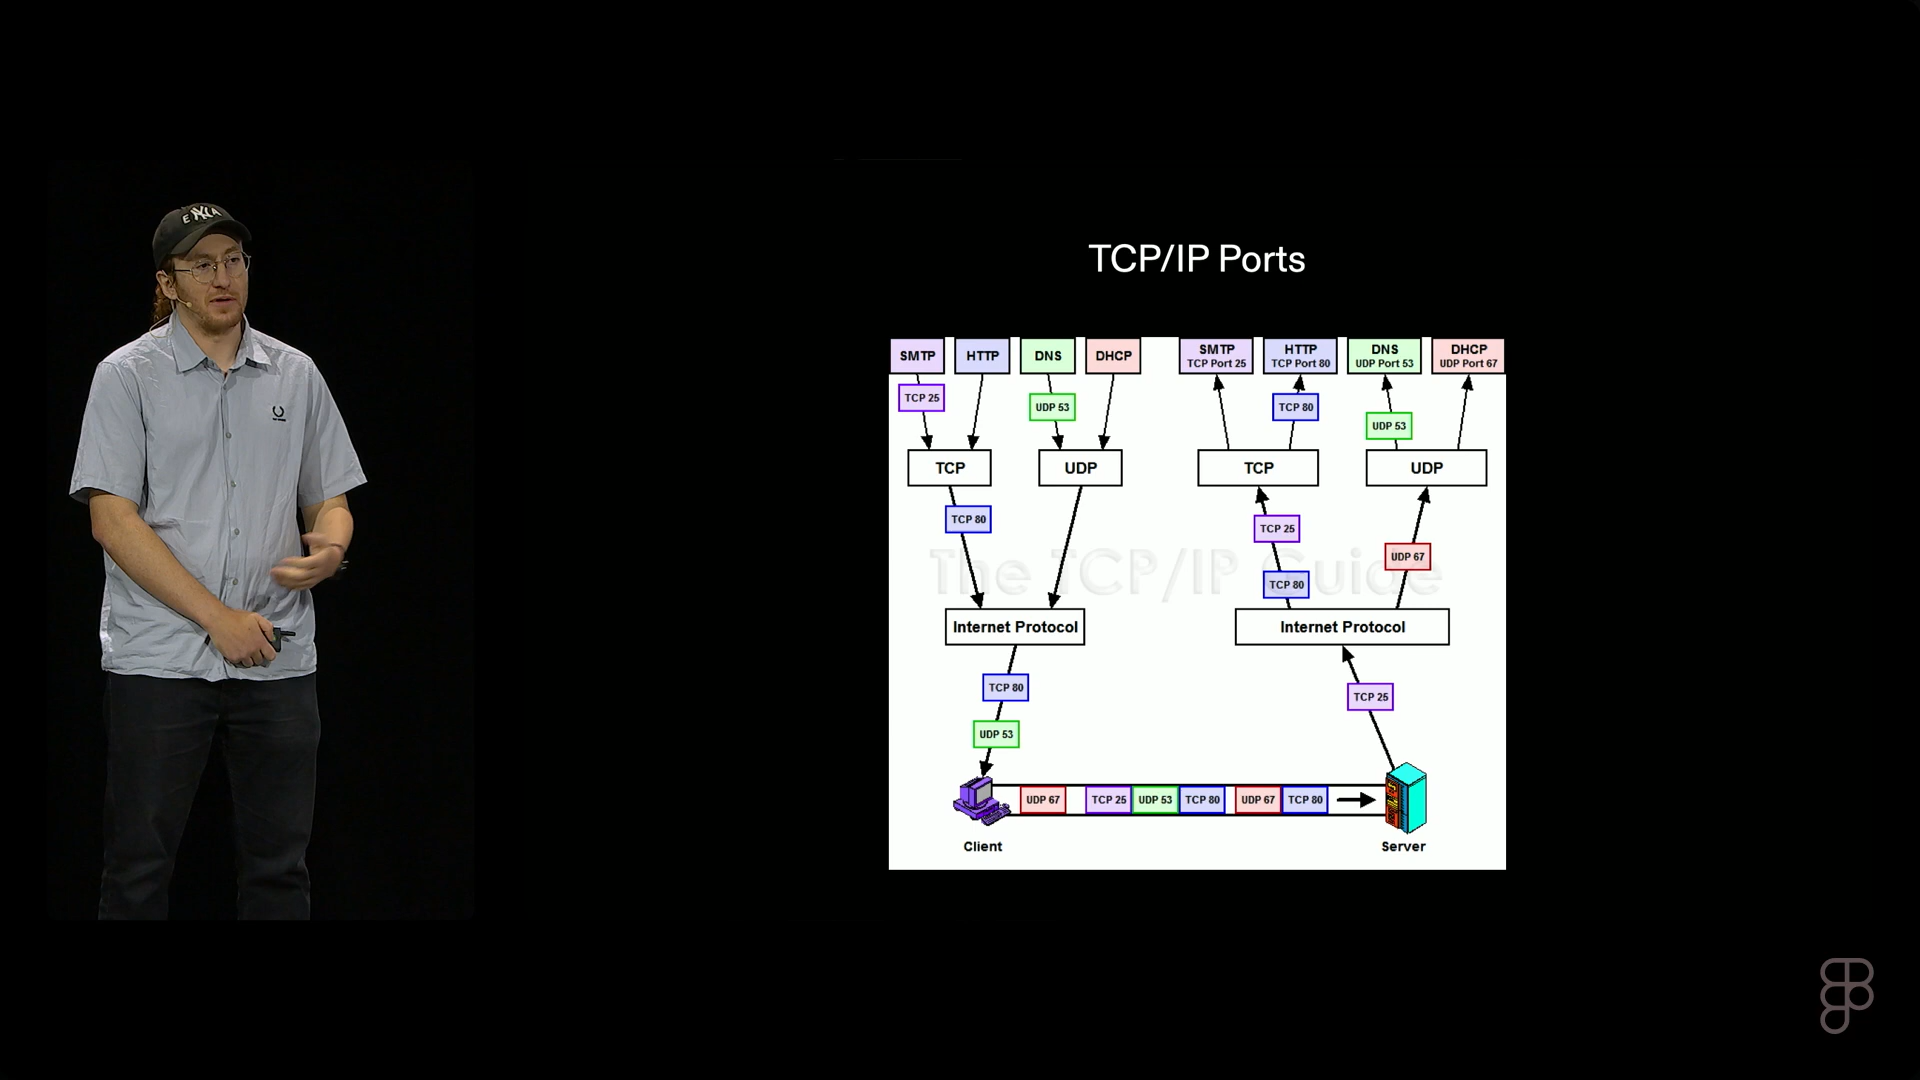 TCP/IP Ports
SMTP HTTP DNS DHCP
SMTP HTTP DNS DHCP
TCP Port 25 TCP Port 80 UDP Port 53 UDP Port 67
TCP 25
UDP 53
TCP 80
UDP 53
TCP UDP
TCP UDP
TCP 80
TCP 25
The TCP/IP Guide
UDP 67
TCP 80
Internet Protocol
Internet Protocol
TCP 80
TCP 25
UDP 53
UDP 67 TCP 25 UDP 53 TCP 80 UDP 67 TCP 80
Client
Server